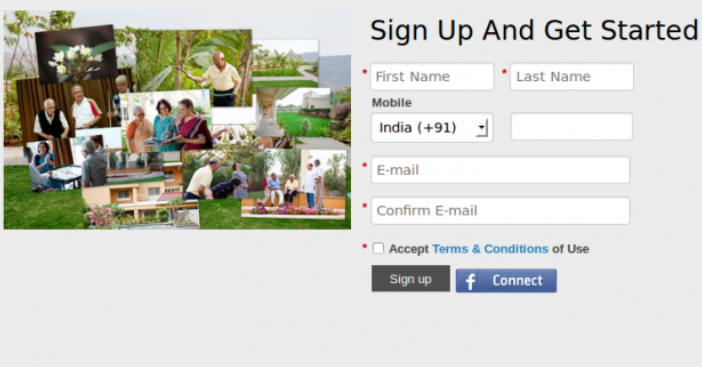 Sign Up And Get Started
* First Name * Last Name
Mobile
India (+91)
* E-mail
* Confirm E-mail
* Accept Terms & Conditions of Use
Sign up f Connect